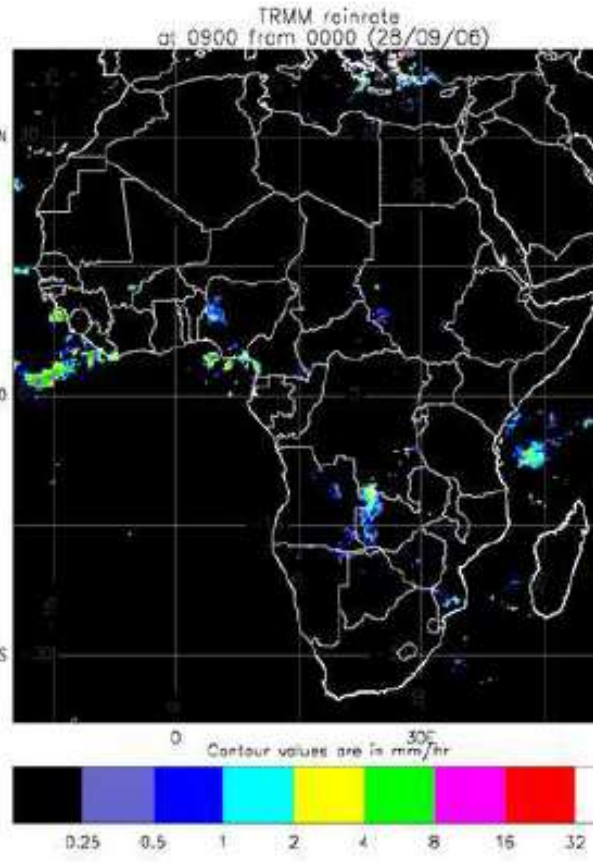 TRMM rainrate
at 0900 from 0000 (28/09/06)
N
0
S
0 30E
Contour values are in mm/hr
0.25 0.5 1 2 4 8 16 32